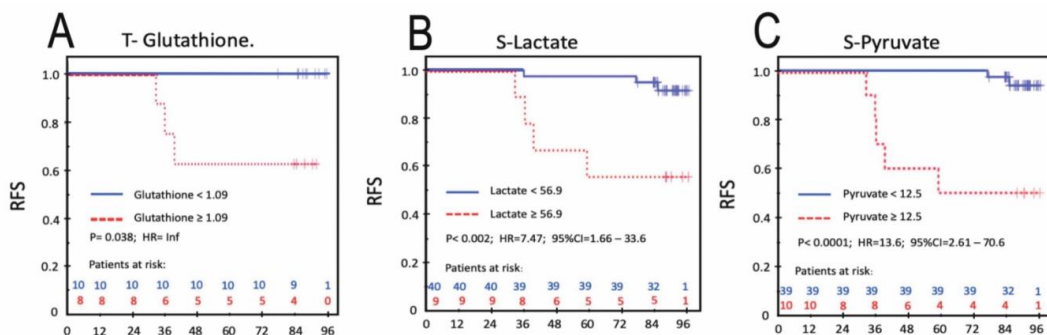 A
T- Glutathione.
RFS
1.0
0.8
0.6
0.4
0.2
0
Glutathione < 1.09
Glutathione ≥ 1.09
P= 0.038; HR= Inf
Patients at risk:
10 10 10 10 10 10 10 9 1
8 8 8 6 5 5 5 4 0
0 12 24 36 48 60 72 84 96
B
S-Lactate
RFS
1.0
0.8
0.6
0.4
0.2
0
Lactate < 56.9
Lactate ≥ 56.9
P< 0.002; HR=7.47; 95%CI=1.66 – 33.6
Patients at risk:
40 40 40 39 39 39 39 32 1
9 9 9 8 6 5 5 5 1
0 12 24 36 48 60 72 84 96
C
S-Pyruvate
RFS
1.0
0.8
0.6
0.4
0.2
0
Pyruvate < 12.5
Pyruvate ≥ 12.5
P< 0.0001; HR=13.6; 95%CI=2.61 – 70.6
Patients at risk:
39 39 39 39 39 39 39 32 1
10 10 8 8 6 4 4 4 1
0 12 24 36 48 60 72 84 96